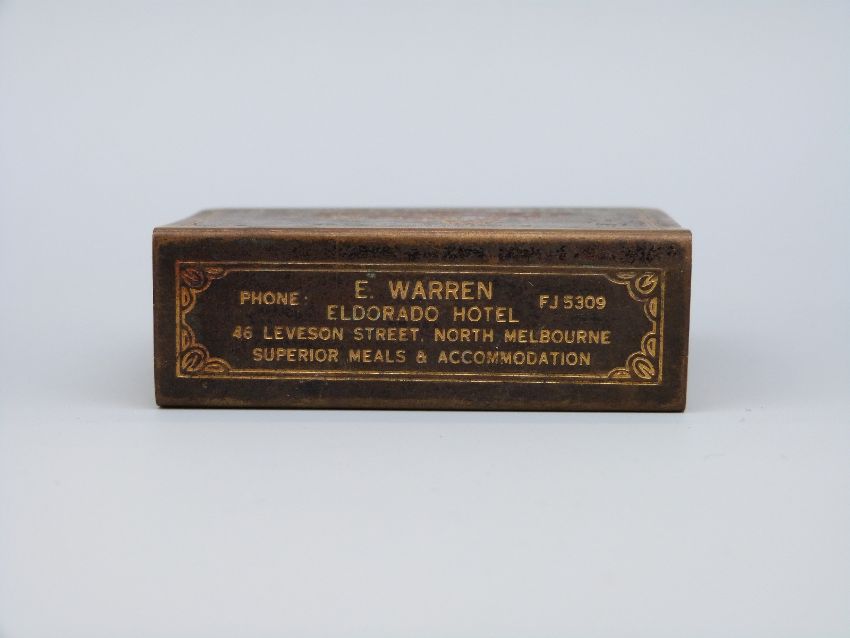 PHONE: E. WARREN FJ 5309
ELDORADO HOTEL
46 LEVESON STREET, NORTH MELBOURNE
SUPERIOR MEALS & ACCOMMODATION